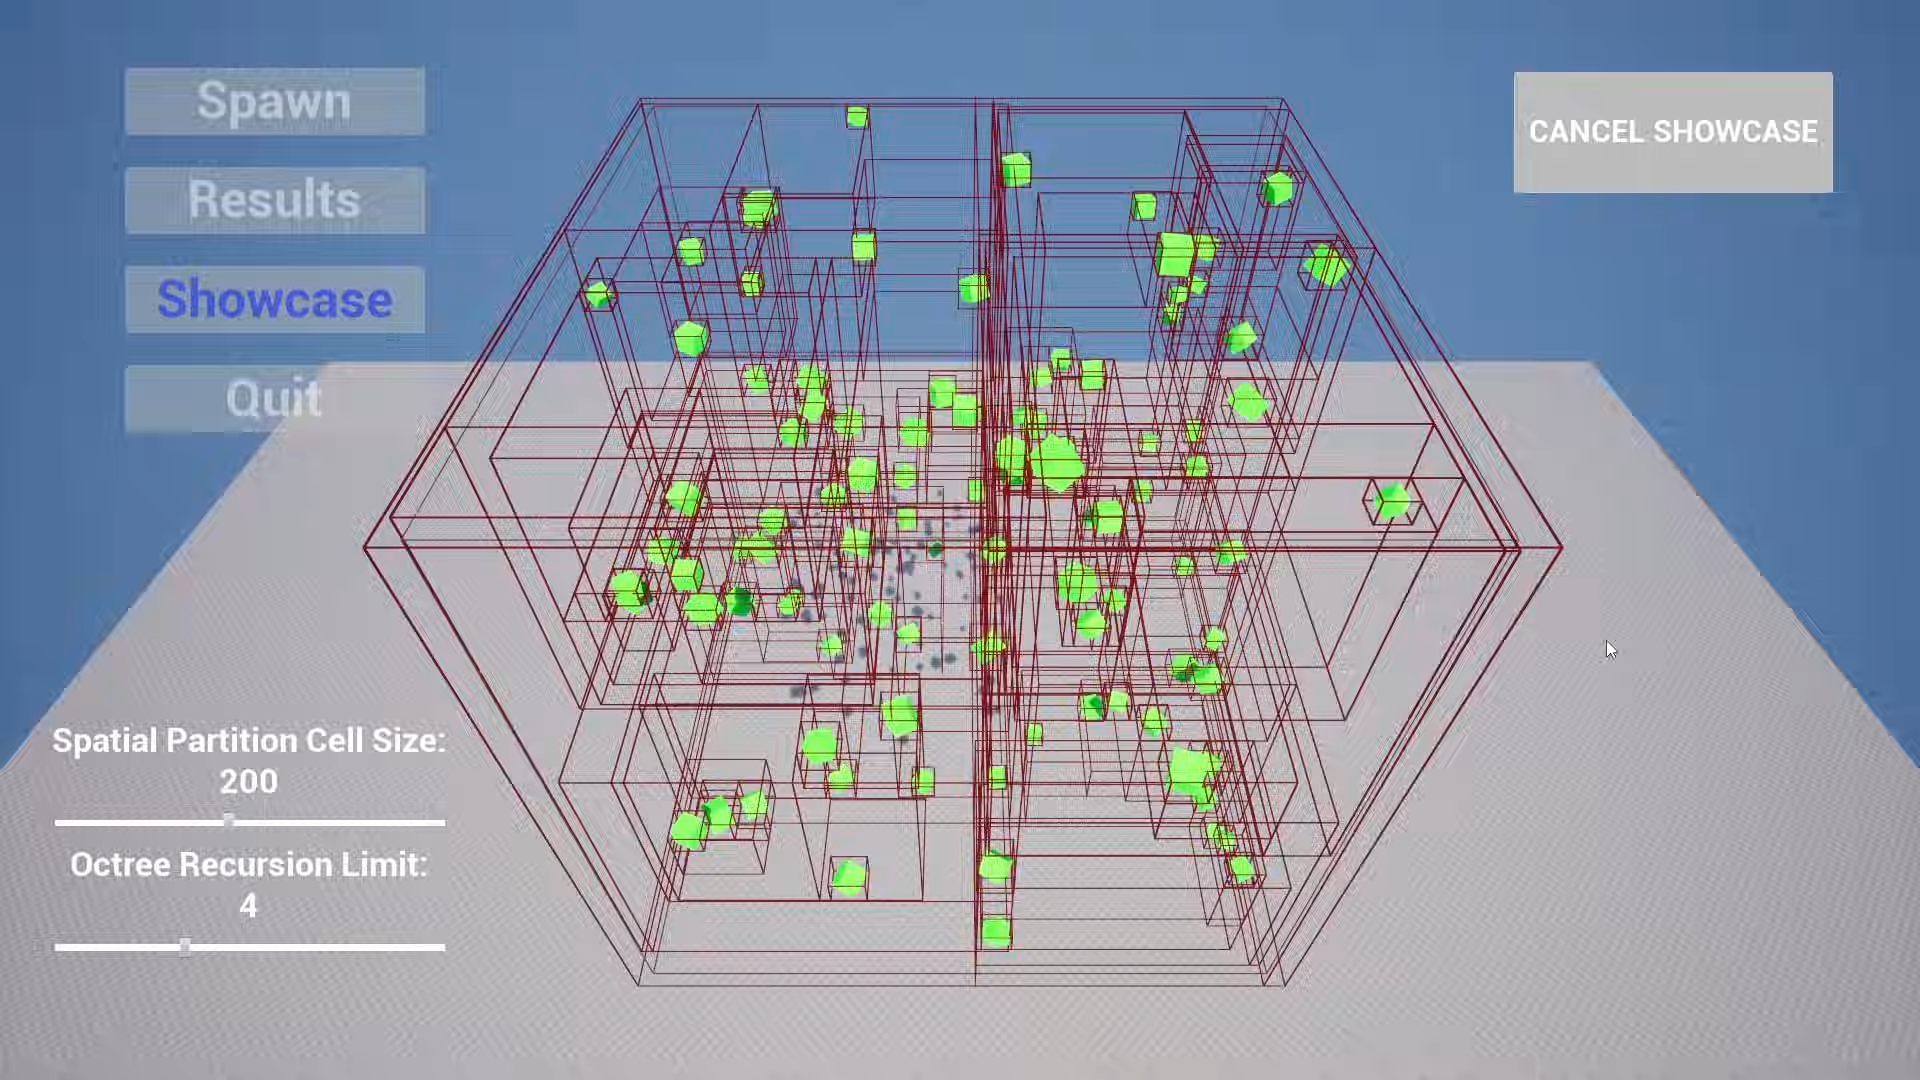 Spawn
Results
Showcase
Quit
CANCEL SHOWCASE
Spatial Partition Cell Size:
200
Octree Recursion Limit:
4